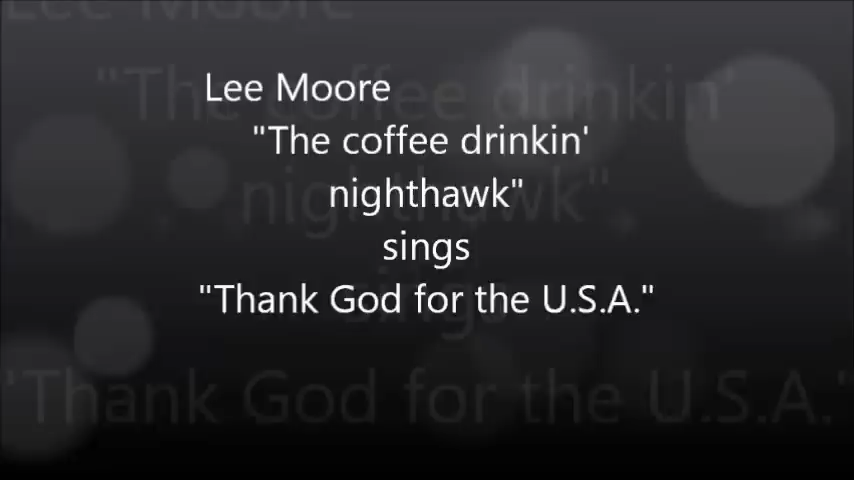 Lee Moore
"The coffee drinkin'
nighthawk"
sings
"Thank God for the U.S.A."